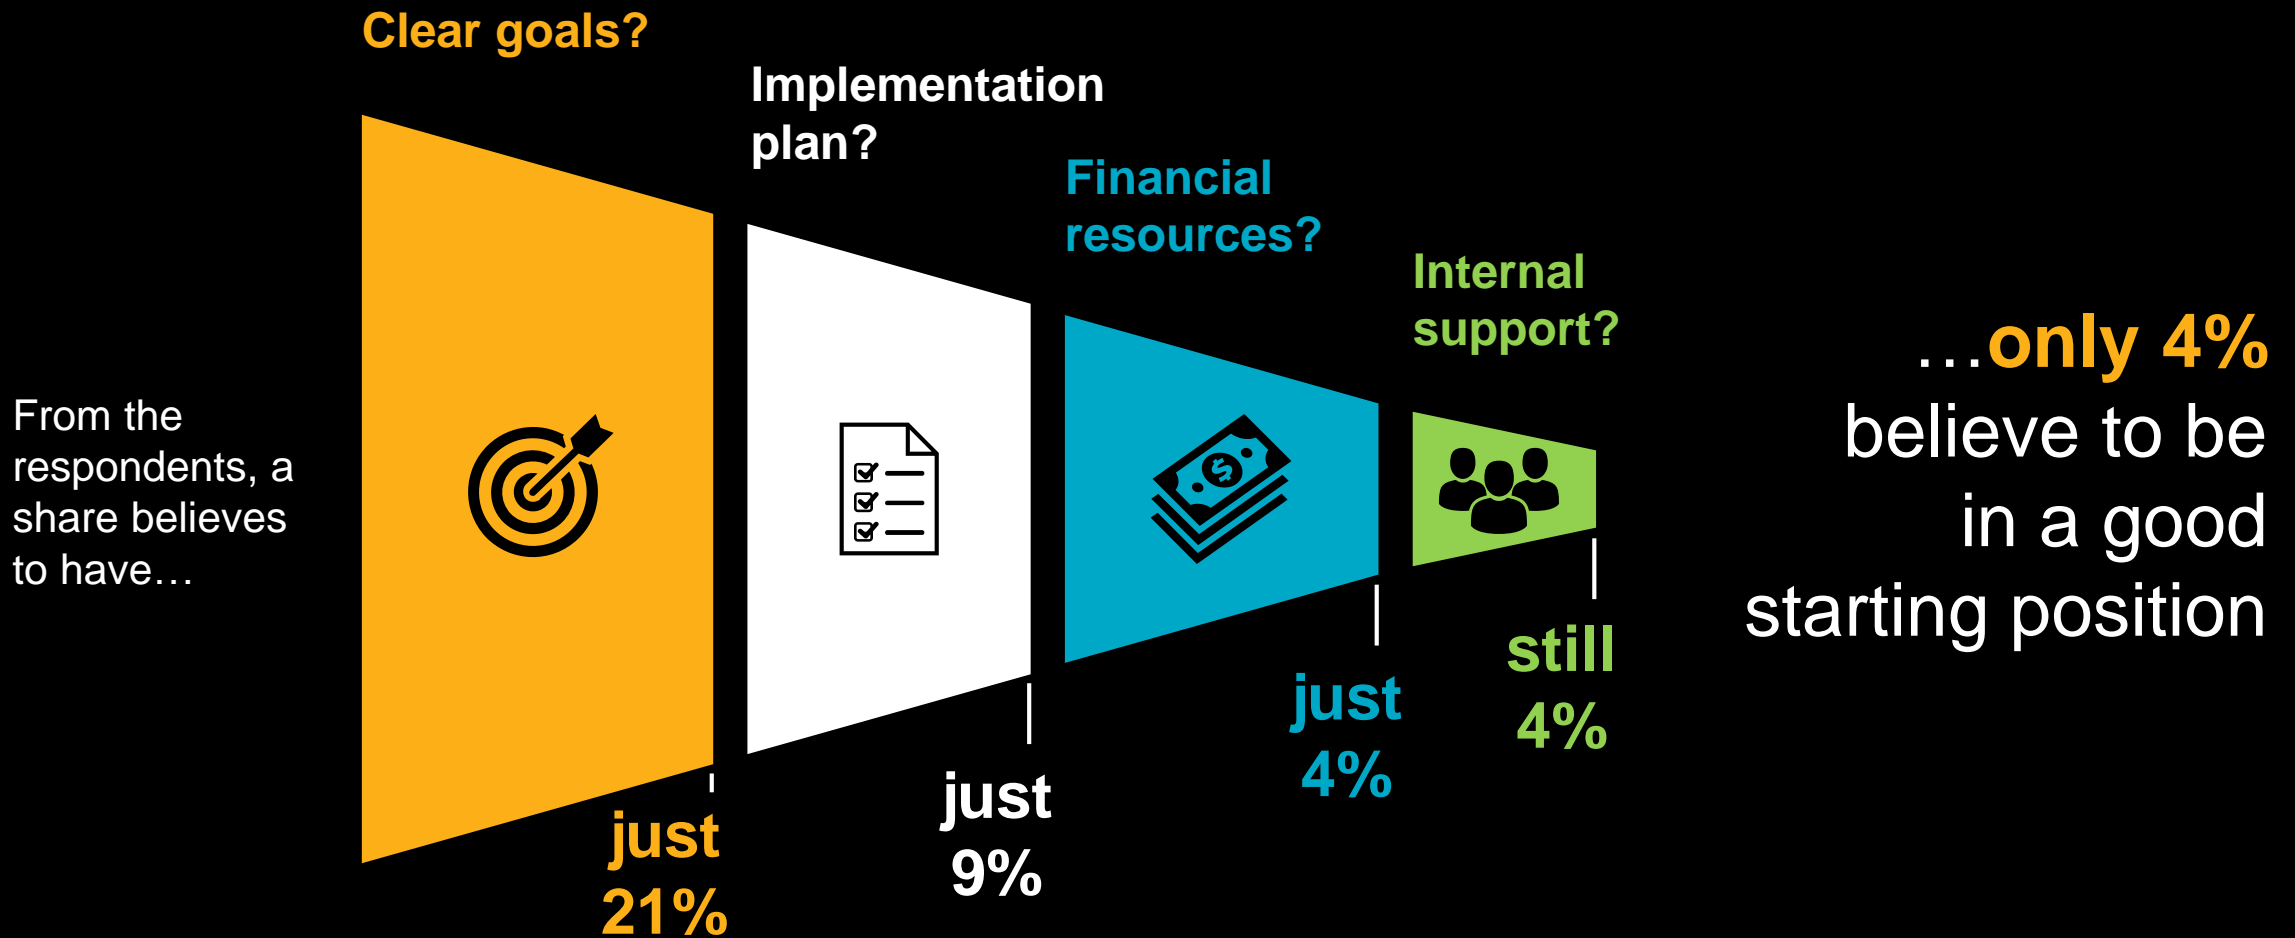 Clear goals?
Implementation
plan?
Financial
resources?
Internal
support?
From the
respondents, a
share believes
to have…
just
21%
just
9%
just
4%
still
4%
…only 4%
believe to be
in a good
starting position